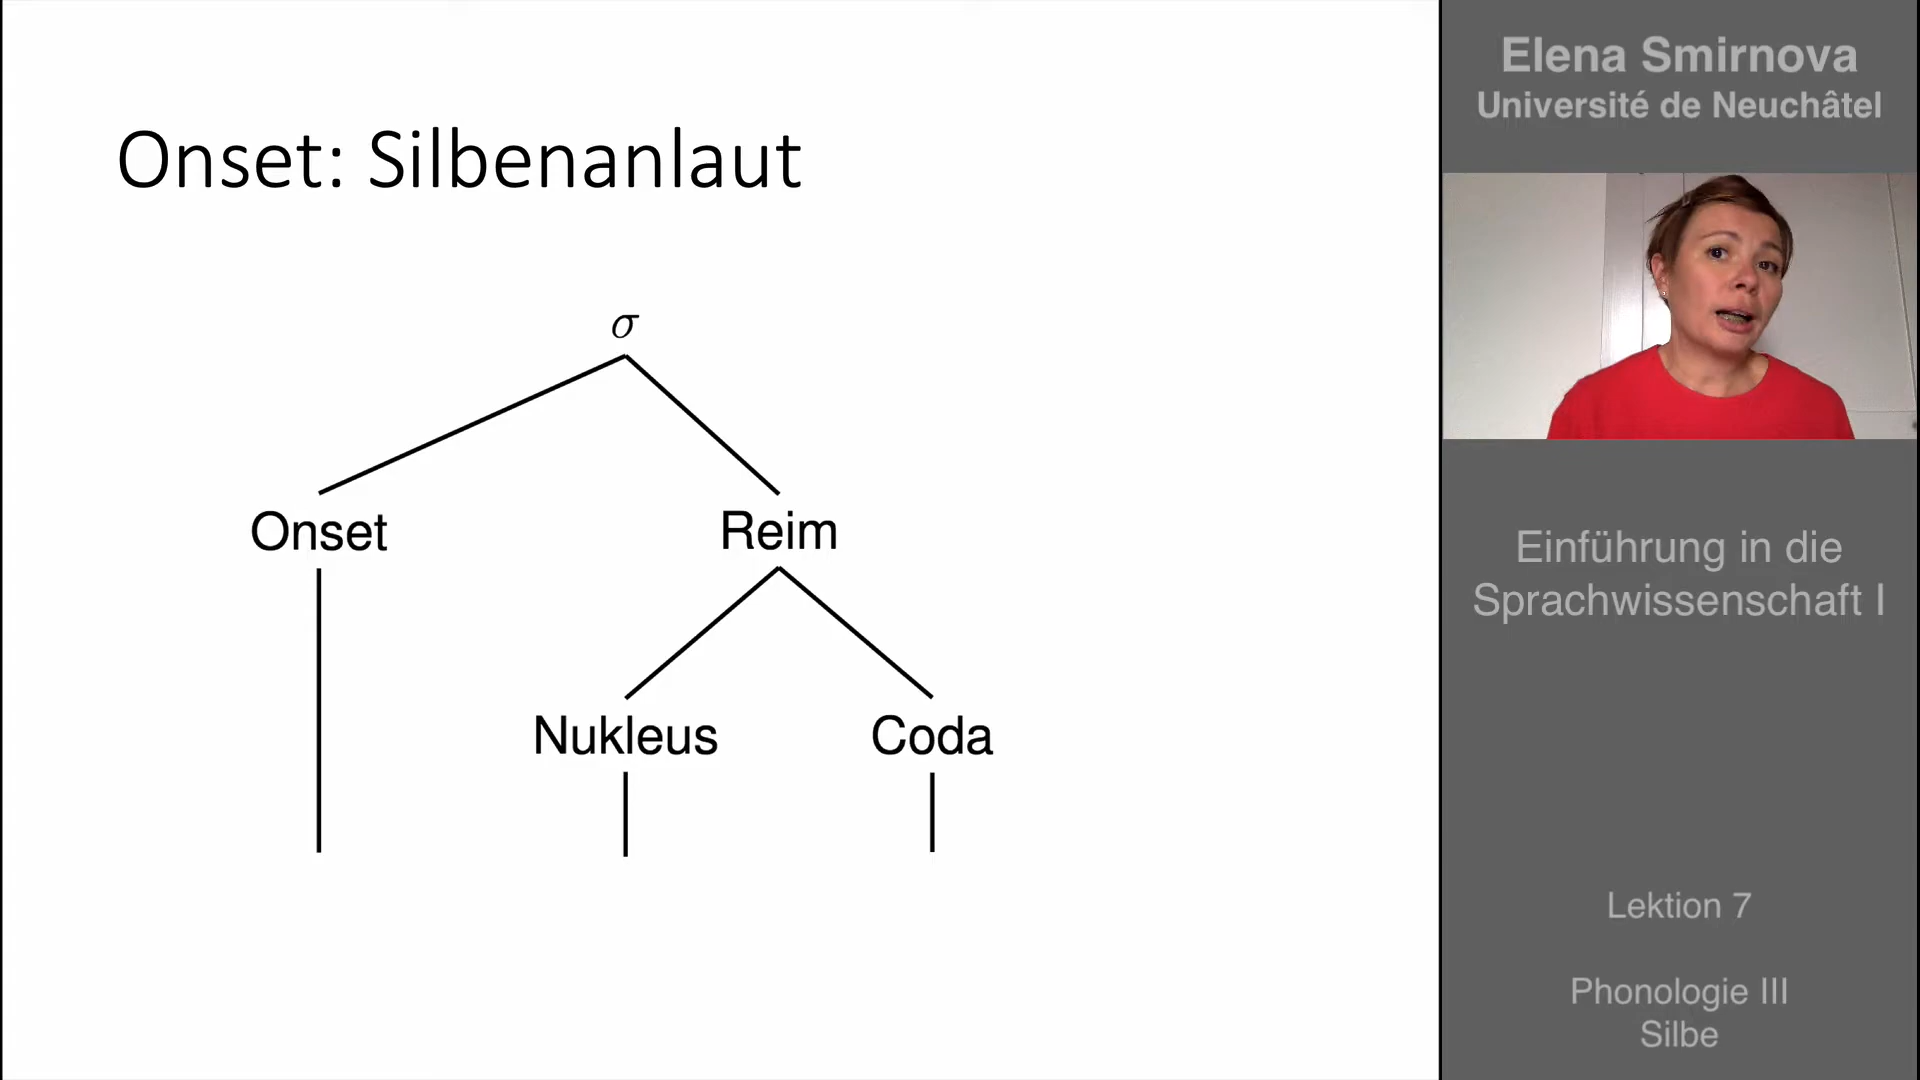 Onset: Silbenanlaut
σ
Onset
Reim
Nukleus
Coda
Elena Smirnova
Université de Neuchâtel
Einführung in die
Sprachwissenschaft I
Lektion 7
Phonologie III
Silbe